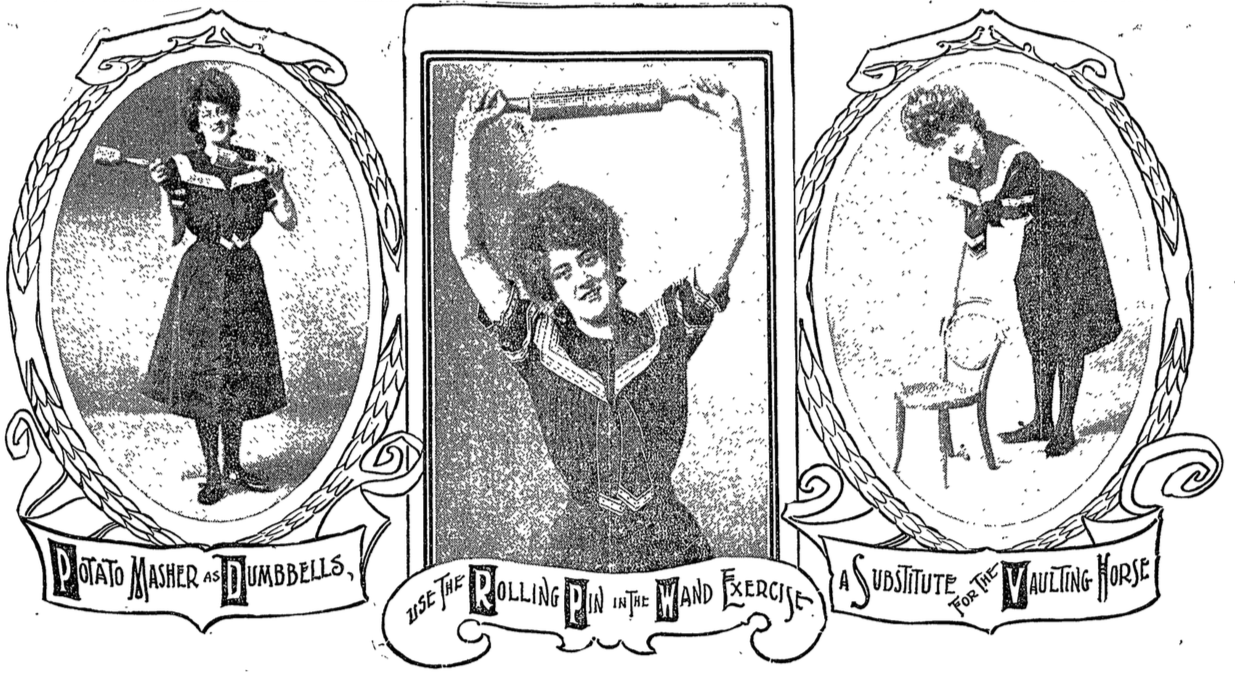 POTATO MASHER AS DUMBBELLS,
USE THE ROLLING PIN IN THE WAND EXERCISE
A SUBSTITUTE FOR THE VAULTING HORSE